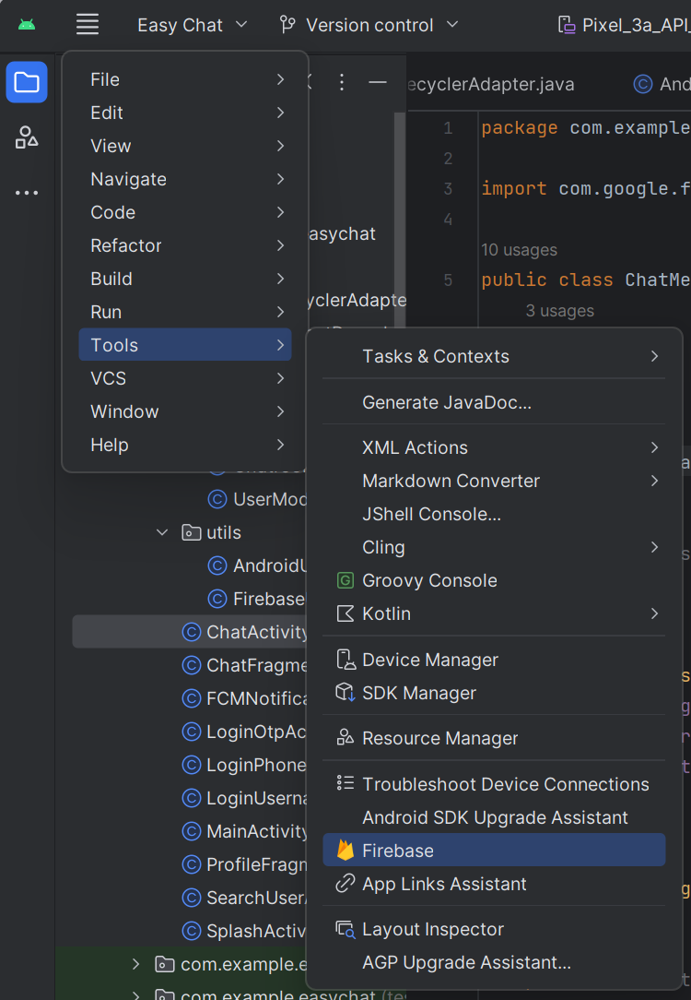 Easy Chat
Version control
Pixel_3a_API_
File
Edit
View
Navigate
Code
Refactor
Build
Run
Tools
VCS
Window
Help
ecyclerAdapter.java
And
1 package com.example
2
3 import com.google.f
4
10 usages
5 public class ChatMe
3 usages
asychat
yclerAdapte
UserMod
utils
AndroidU
Firebase
ChatActivity
ChatFragme
FCMNotifica
LoginOtpAc
LoginPhone
LoginUserna
MainActivity
ProfileFragm
SearchUserA
SplashActiv
com.example.e
com.example.easychat (te
Tasks & Contexts
Generate JavaDoc...
XML Actions
Markdown Converter
JShell Console...
Cling
Groovy Console
Kotlin
Device Manager
SDK Manager
Resource Manager
Troubleshoot Device Connections
Android SDK Upgrade Assistant
Firebase
App Links Assistant
Layout Inspector
AGP Upgrade Assistant...